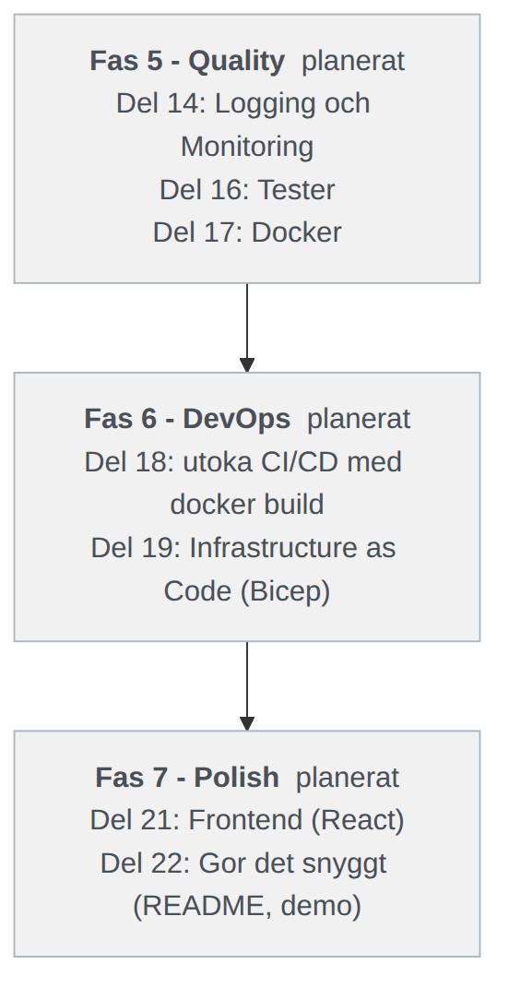 Fas 5 - Quality planerat
Del 14: Logging och
Monitoring
Del 16: Tester
Del 17: Docker
Fas 6 - DevOps planerat
Del 18: utoka CI/CD med
docker build
Del 19: Infrastructure as
Code (Bicep)
Fas 7 - Polish planerat
Del 21: Frontend (React)
Del 22: Gor det snyggt
(README, demo)